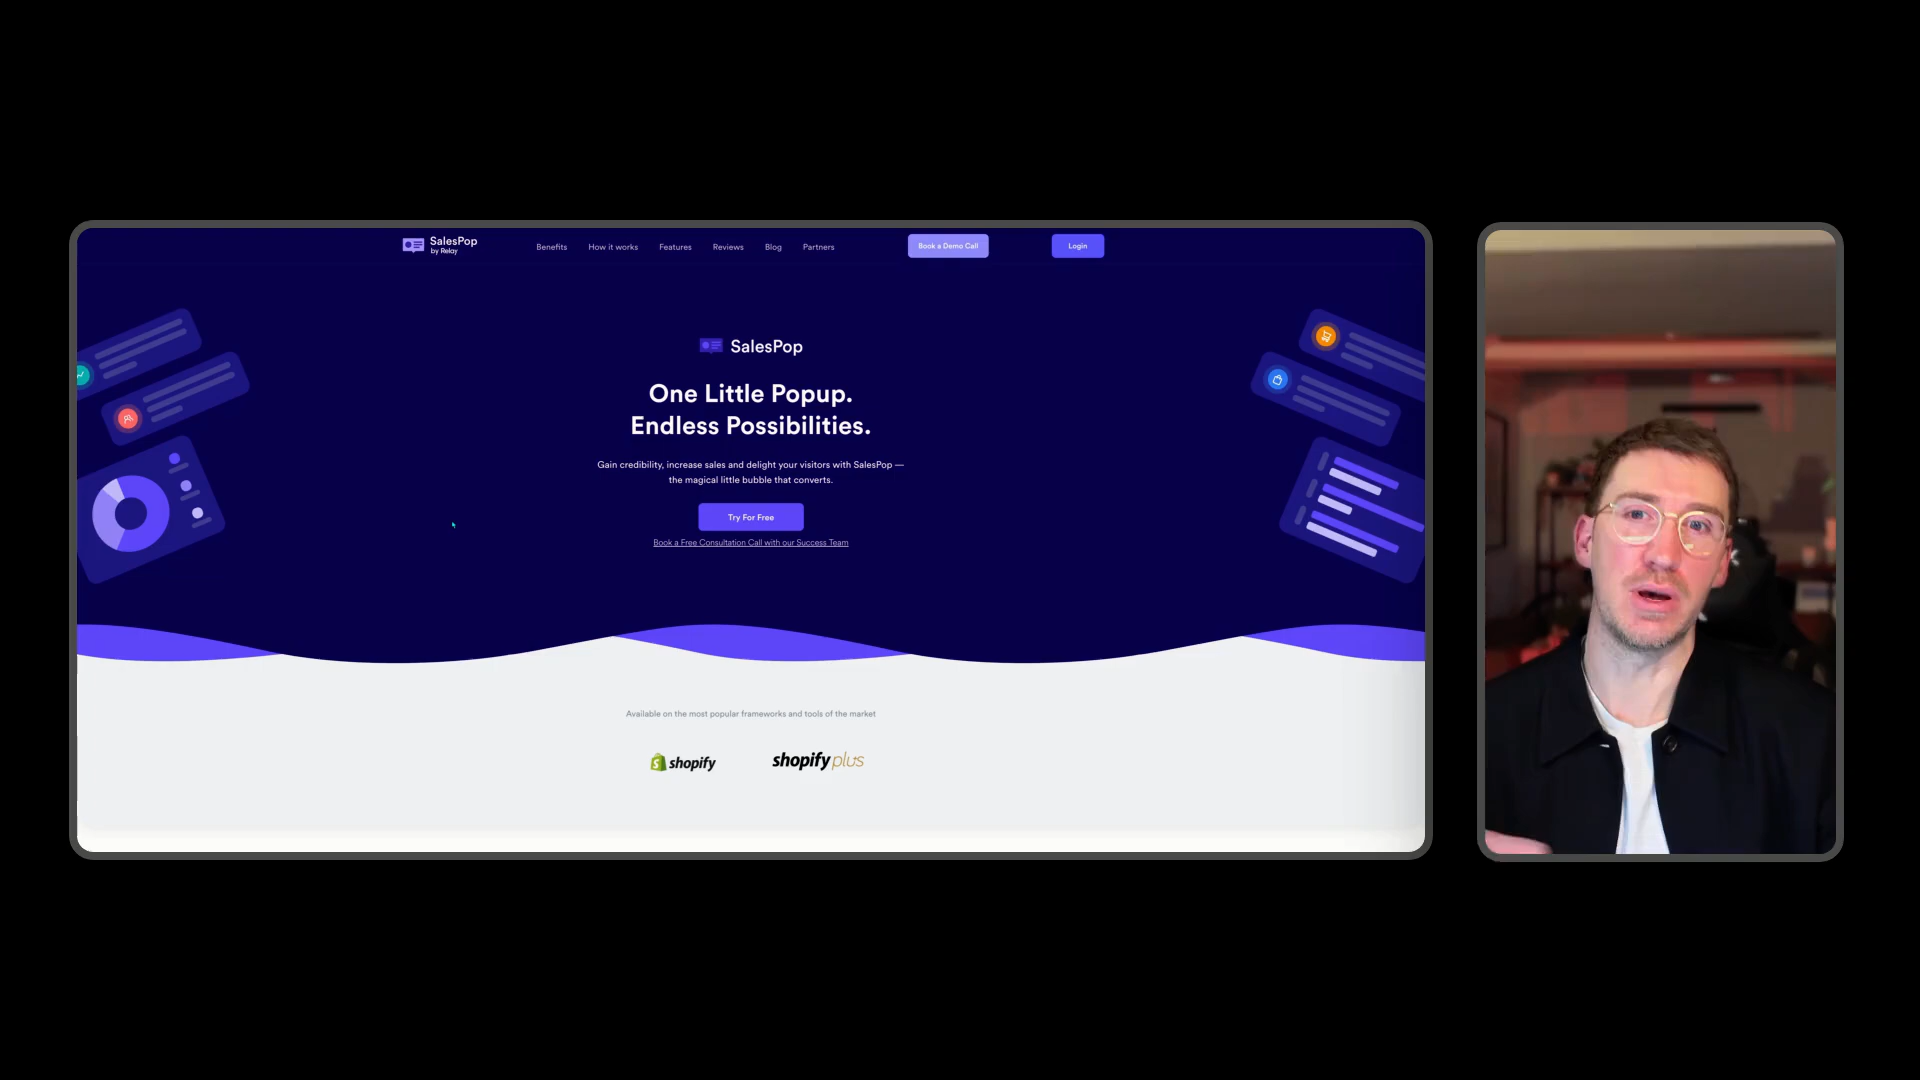 SalesPop
by Relay
Benefits
How it works
Features
Reviews
Blog
Partners
Book a Demo Call
Login
SalesPop
One Little Popup.
Endless Possibilities.
Gain credibility, increase sales and delight your visitors with SalesPop —
the magical little bubble that converts.
Try For Free
Book a Free Consultation Call with our Success Team
Available on the most popular frameworks and tools of the market
shopify
shopify plus